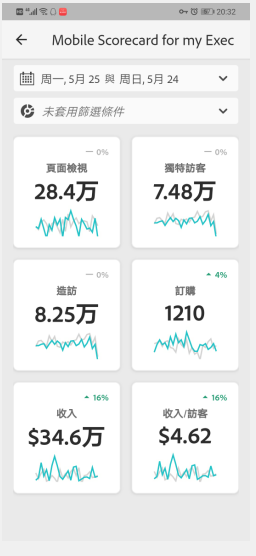 20:32
Mobile Scorecard for my Exec
周一, 5月 25 與 周日, 5月 24
未套用篩選條件
0%
頁面檢視
28.4万
0%
獨特訪客
7.48万
0%
造訪
8.25万
4%
訂購
1210
16%
收入
$34.6万
16%
收入/訪客
$4.62